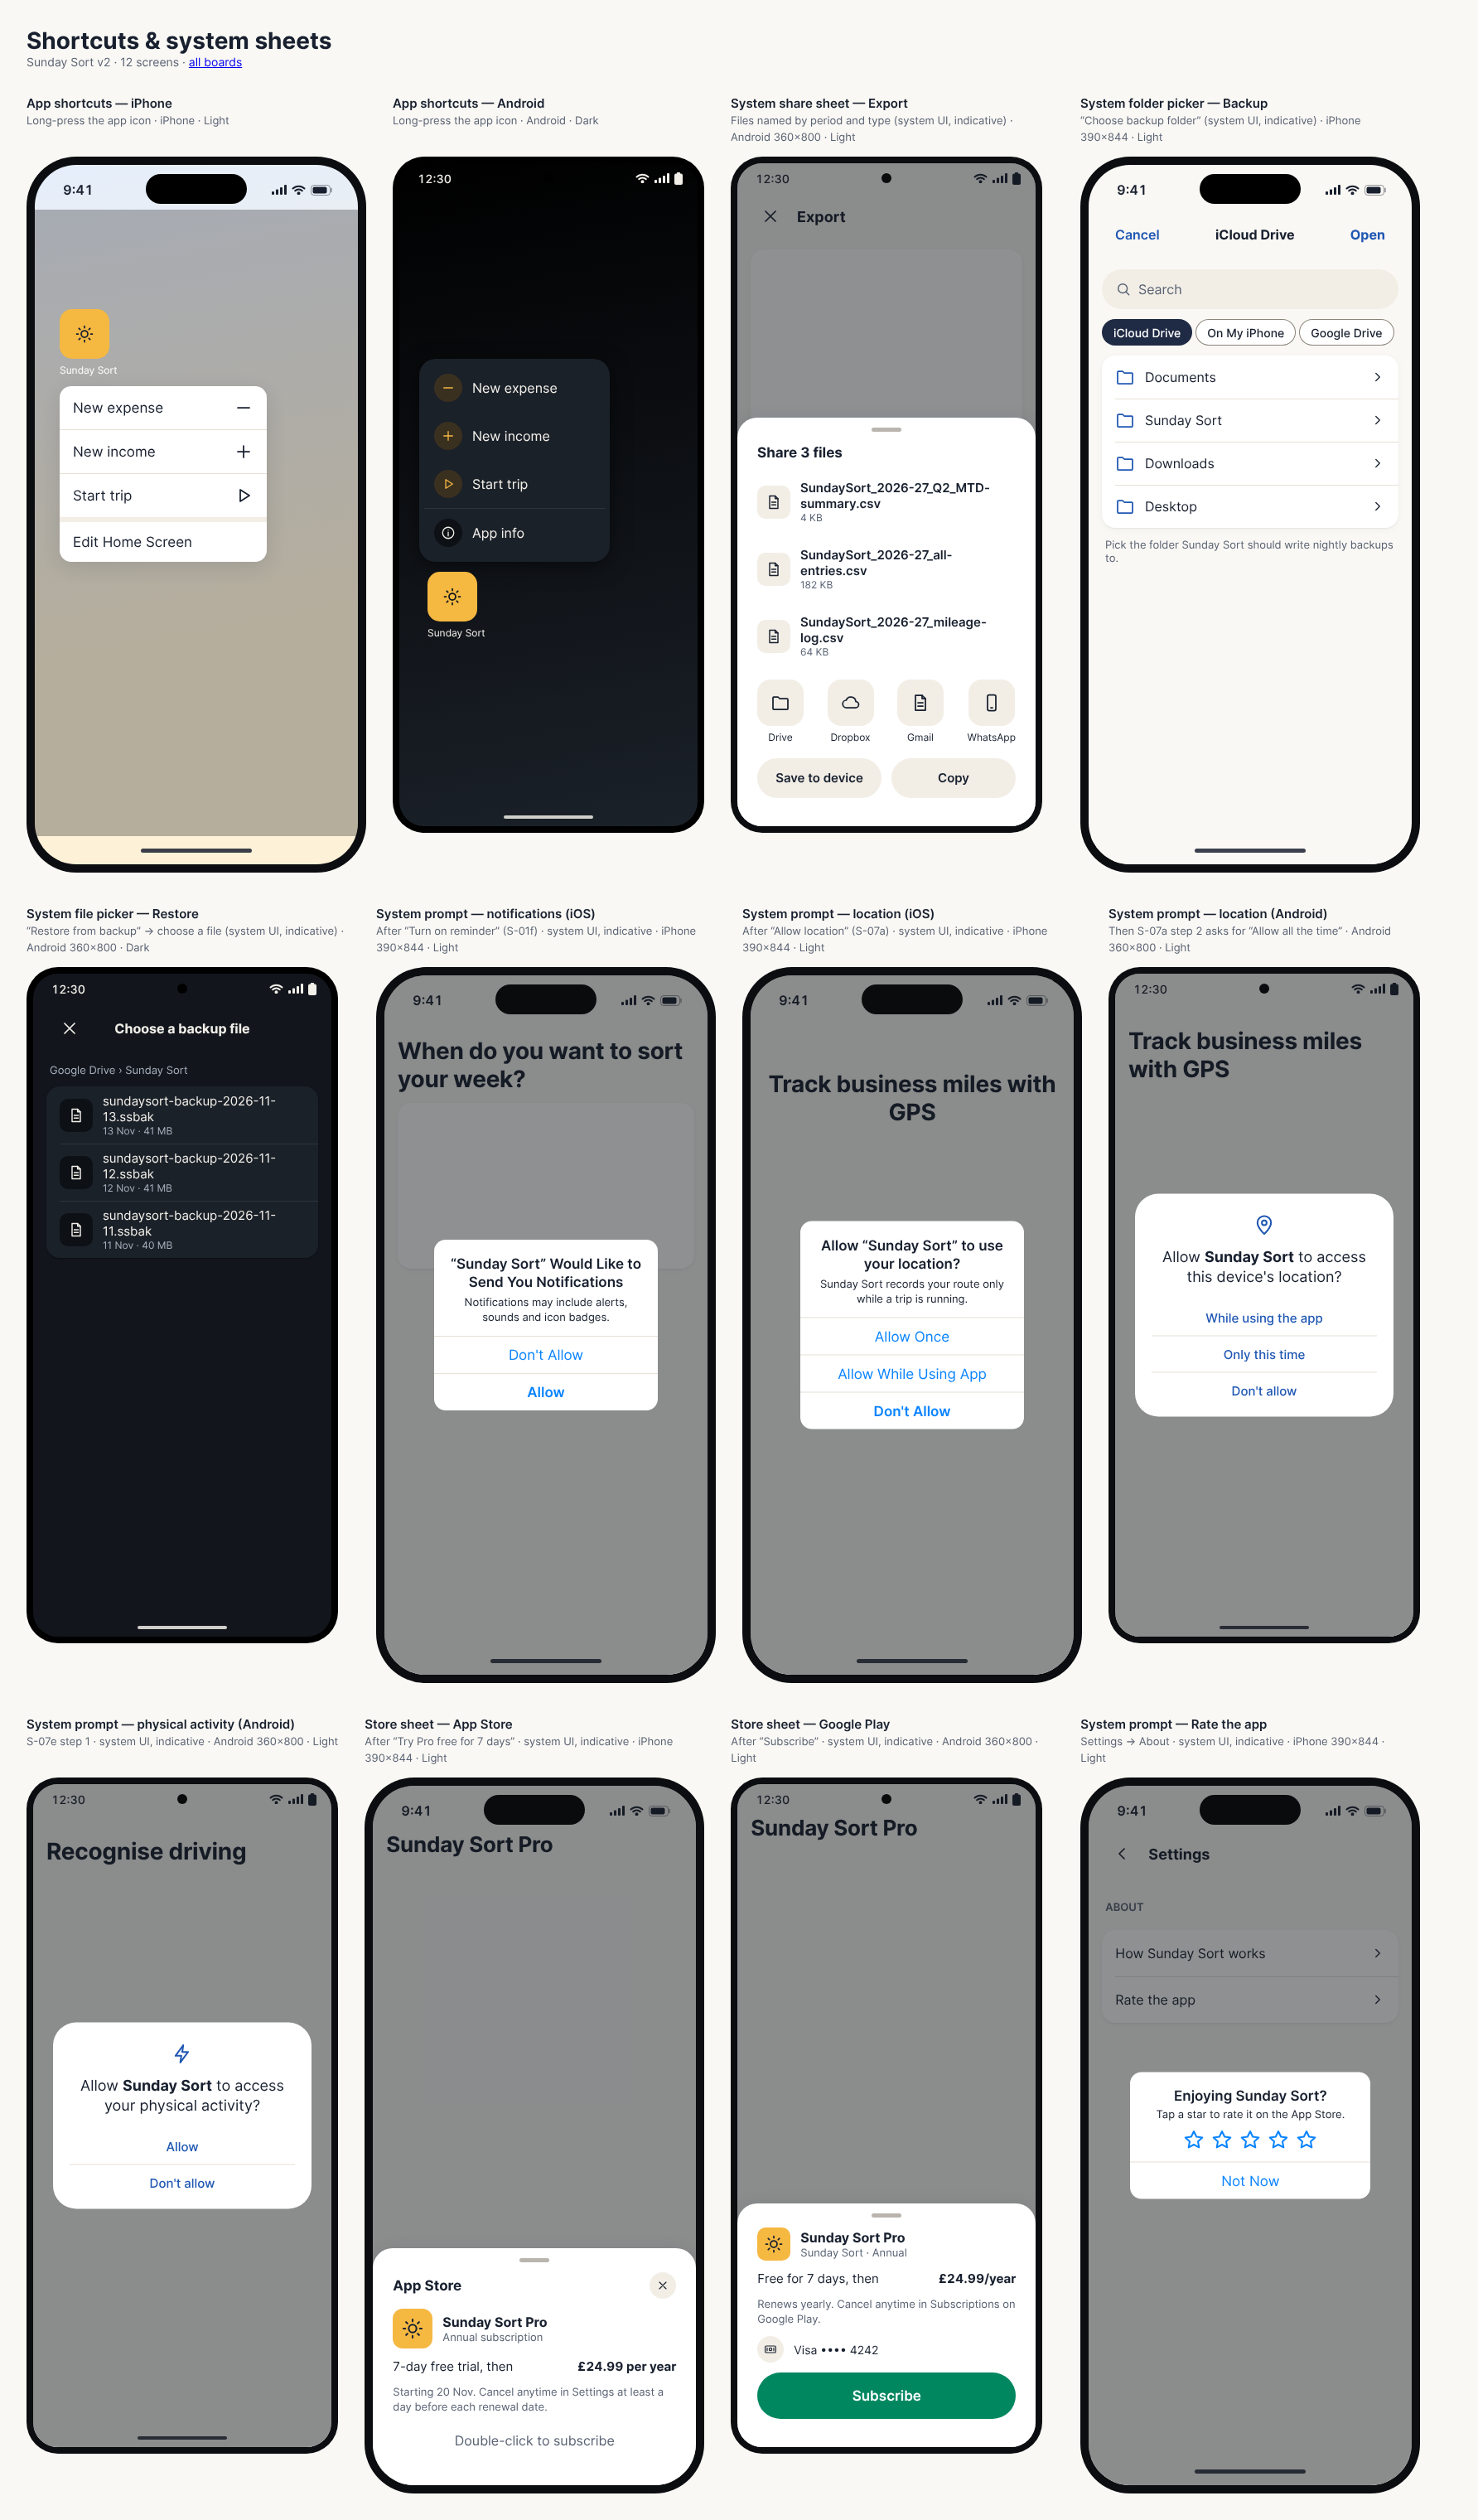 Shortcuts & system sheets
Sunday Sort v2 · 12 screens · all boards
App shortcuts — iPhone
Long-press the app icon · iPhone · Light
9:41
Sunday Sort
New expense
New income
Start trip
Edit Home Screen
App shortcuts — Android
Long-press the app icon · Android · Dark
12:30
New expense
New income
Start trip
App info
Sunday Sort
System share sheet — Export
Files named by period and type (system UI, indicative) ·
Android 360×800 · Light
12:30
Export
Share 3 files
SundaySort_2026-27_Q2_MTD-
summary.csv
4 KB
SundaySort_2026-27_all-
entries.csv
182 KB
SundaySort_2026-27_mileage-
log.csv
64 KB
Drive
Dropbox
Gmail
WhatsApp
Save to device
Copy
System folder picker — Backup
“Choose backup folder” (system UI, indicative) · iPhone
390×844 · Light
9:41
Cancel
iCloud Drive
Open
Search
iCloud Drive
On My iPhone
Google Drive
Documents
Sunday Sort
Downloads
Desktop
Pick the folder Sunday Sort should write nightly backups
to.
System file picker — Restore
“Restore from backup” → choose a file (system UI, indicative) ·
Android 360×800 · Dark
12:30
Choose a backup file
Google Drive › Sunday Sort
sundaysort-backup-2026-11-
13.ssbak
13 Nov · 41 MB
sundaysort-backup-2026-11-
12.ssbak
12 Nov · 41 MB
sundaysort-backup-2026-11-
11.ssbak
11 Nov · 40 MB
System prompt — notifications (iOS)
After “Turn on reminder” (S-01f) · system UI, indicative · iPhone
390×844 · Light
9:41
When do you want to sort
your week?
“Sunday Sort” Would Like to
Send You Notifications
Notifications may include alerts,
sounds and icon badges.
Don't Allow
Allow
System prompt — location (iOS)
After “Allow location” (S-07a) · system UI, indicative · iPhone
390×844 · Light
9:41
Track business miles with
GPS
Allow “Sunday Sort” to use
your location?
Sunday Sort records your route only
while a trip is running.
Allow Once
Allow While Using App
Don't Allow
System prompt — location (Android)
Then S-07a step 2 asks for “Allow all the time” · Android
360×800 · Light
12:30
Track business miles
with GPS
Allow Sunday Sort to access
this device's location?
While using the app
Only this time
Don't allow
System prompt — physical activity (Android)
S-07e step 1 · system UI, indicative · Android 360×800 · Light
12:30
Recognise driving
Allow Sunday Sort to access
your physical activity?
Allow
Don't allow
Store sheet — App Store
After “Try Pro free for 7 days” · system UI, indicative · iPhone
390×844 · Light
9:41
Sunday Sort Pro
App Store
Sunday Sort Pro
Annual subscription
7-day free trial, then
£24.99 per year
Starting 20 Nov. Cancel anytime in Settings at least a
day before each renewal date.
Double-click to subscribe
Store sheet — Google Play
After “Subscribe” · system UI, indicative · Android 360×800 ·
Light
12:30
Sunday Sort Pro
Sunday Sort Pro
Sunday Sort · Annual
Free for 7 days, then
£24.99/year
Renews yearly. Cancel anytime in Subscriptions on
Google Play.
Visa •••• 4242
Subscribe
System prompt — Rate the app
Settings → About · system UI, indicative · iPhone 390×844 ·
Light
9:41
Settings
ABOUT
How Sunday Sort works
Rate the app
Enjoying Sunday Sort?
Tap a star to rate it on the App Store.
Not Now